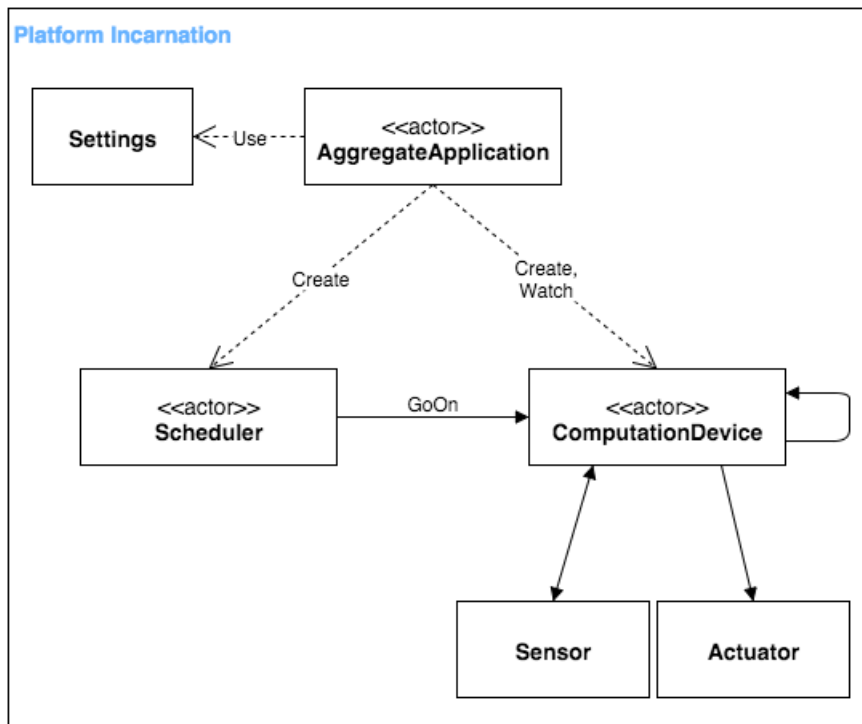 Platform Incarnation
Settings
Use
<<actor>>
AggregateApplication
Create
Create,
Watch
<<actor>>
Scheduler
GoOn
<<actor>>
ComputationDevice
Sensor
Actuator